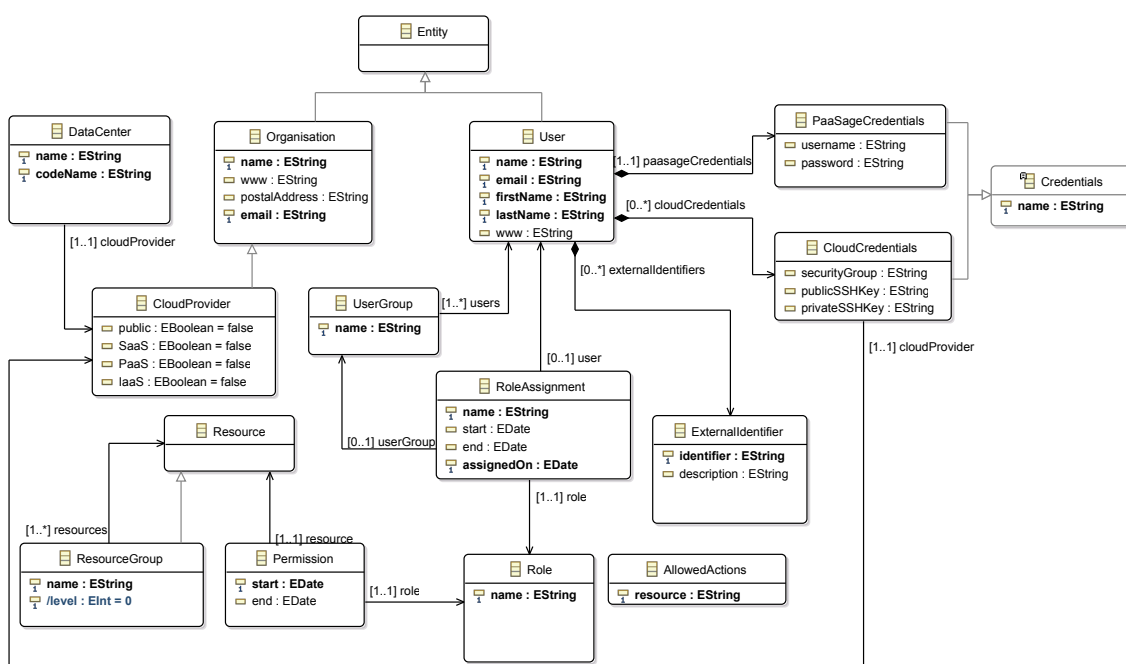 Entity
DataCenter
name : EString
codeName : EString
Organisation
name : EString
www : EString
postalAddress : EString
email : EString
User
name : EString
email : EString
firstName : EString
lastName : EString
www : EString
PaaSageCredentials
username : EString
password : EString
[1..1] paasageCredentials
Credentials
name : EString
[0..*] cloudCredentials
CloudCredentials
securityGroup : EString
publicSSHKey : EString
privateSSHKey : EString
[1..1] cloudProvider
[0..*] externalIdentifiers
CloudProvider
public : EBoolean = false
SaaS : EBoolean = false
PaaS : EBoolean = false
IaaS : EBoolean = false
UserGroup
name : EString
[1..*] users
[1..1] cloudProvider
[0..1] user
RoleAssignment
name : EString
start : EDate
end : EDate
assignedOn : EDate
Resource
[0..1] userGroup
ExternalIdentifier
identifier : EString
description : EString
[1..1] role
[1..*] resources
[1..1] resource
ResourceGroup
name : EString
/level : EInt = 0
Permission
start : EDate
end : EDate
[1..1] role
Role
name : EString
AllowedActions
resource : EString